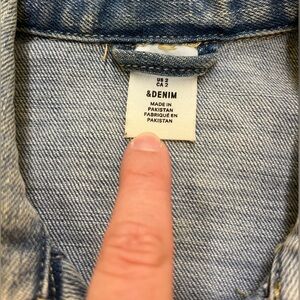 US 2
CA 2
&DENIM
MADE IN
PAKISTAN
FABRIQUÉ EN
PAKISTAN